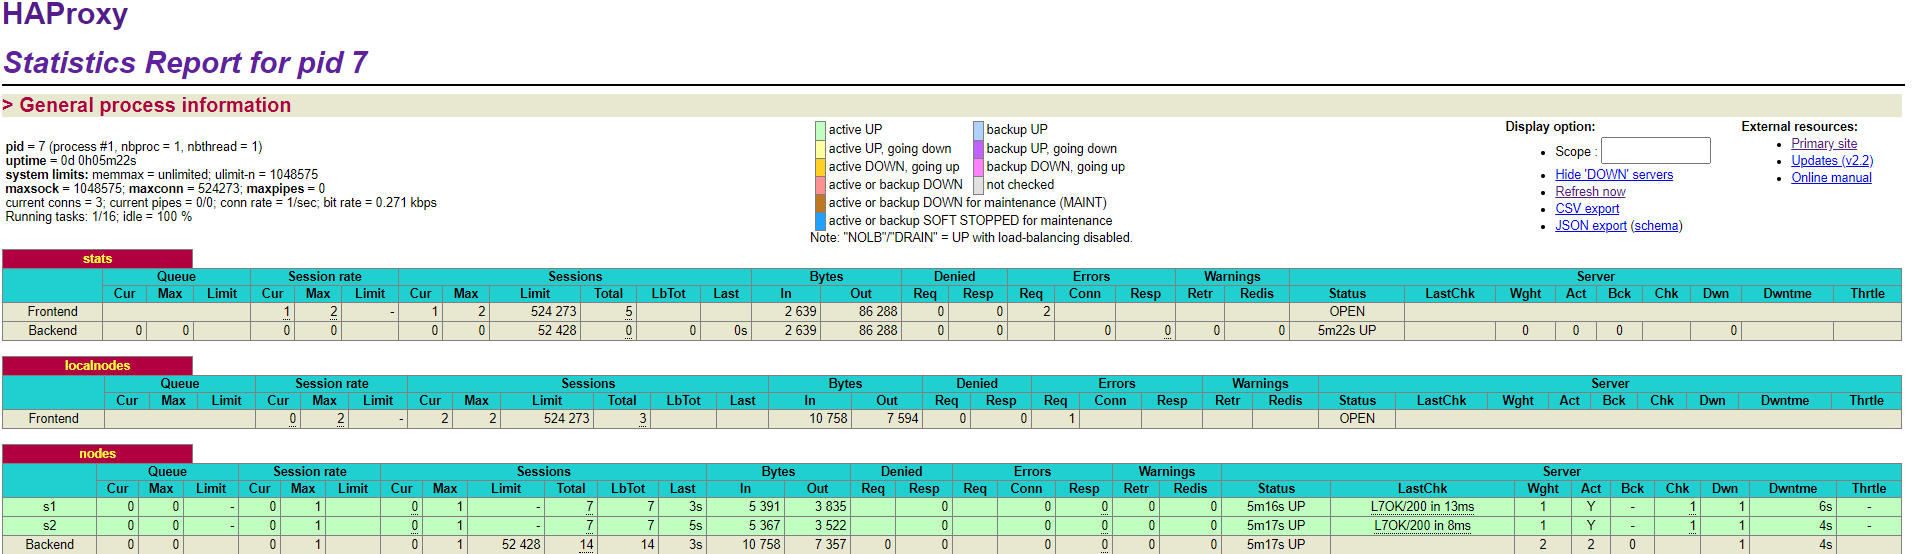 HAProxy
Statistics Report for pid 7
> General process information
pid = 7 (process #1, nbproc = 1, nbthread = 1)
uptime = 0d 0h05m22s
system limits: memmax = unlimited; ulimit-n = 1048575
maxsock = 1048575; maxconn = 524273; maxpipes = 0
current conns = 3; current pipes = 0/0; conn rate = 1/sec; bit rate = 0.271 kbps
Running tasks: 1/16; idle = 100 %
active UP backup UP
active UP, going down backup UP, going down
active DOWN, going up backup DOWN, going up
active or backup DOWN not checked
active or backup DOWN for maintenance (MAINT)
active or backup SOFT STOPPED for maintenance
Note: "NOLB"/"DRAIN" = UP with load-balancing disabled.
Display option:
• Scope :
• Hide 'DOWN' servers
• Refresh now
• CSV export
• JSON export (schema)
External resources:
• Primary site
• Updates (v2.2)
• Online manual
stats
Queue Session rate Sessions Bytes Denied Errors Warnings Server
Cur Max Limit Cur Max Limit Cur Max Limit Total LbTot Last In Out Req Resp Req Conn Resp Retr Redis Status LastChk Wght Act Bck Chk Dwn Dwntme Thrtle
Frontend 1 2 - 1 2 524 273 5 2 639 86 288 0 0 2 OPEN
Backend 0 0 0 0 0 0 52 428 0 0 0s 2 639 86 288 0 0 0 0 0 0 5m22s UP 0 0 0 0
localnodes
Queue Session rate Sessions Bytes Denied Errors Warnings Server
Cur Max Limit Cur Max Limit Cur Max Limit Total LbTot Last In Out Req Resp Req Conn Resp Retr Redis Status LastChk Wght Act Bck Chk Dwn Dwntme Thrtle
Frontend 0 2 - 2 2 524 273 3 10 758 7 594 0 0 1 OPEN
nodes
Queue Session rate Sessions Bytes Denied Errors Warnings Server
Cur Max Limit Cur Max Limit Cur Max Limit Total LbTot Last In Out Req Resp Req Conn Resp Retr Redis Status LastChk Wght Act Bck Chk Dwn Dwntme Thrtle
s1 0 0 - 0 1 0 1 - 7 7 3s 5 391 3 835 0 0 0 0 0 5m16s UP L7OK/200 in 13ms 1 Y - 1 1 6s -
s2 0 0 - 0 1 0 1 - 7 7 5s 5 367 3 522 0 0 0 0 0 5m17s UP L7OK/200 in 8ms 1 Y - 1 1 4s -
Backend 0 0 0 1 0 1 52 428 14 14 3s 10 758 7 357 0 0 0 0 0 0 5m17s UP 2 2 0 1 4s